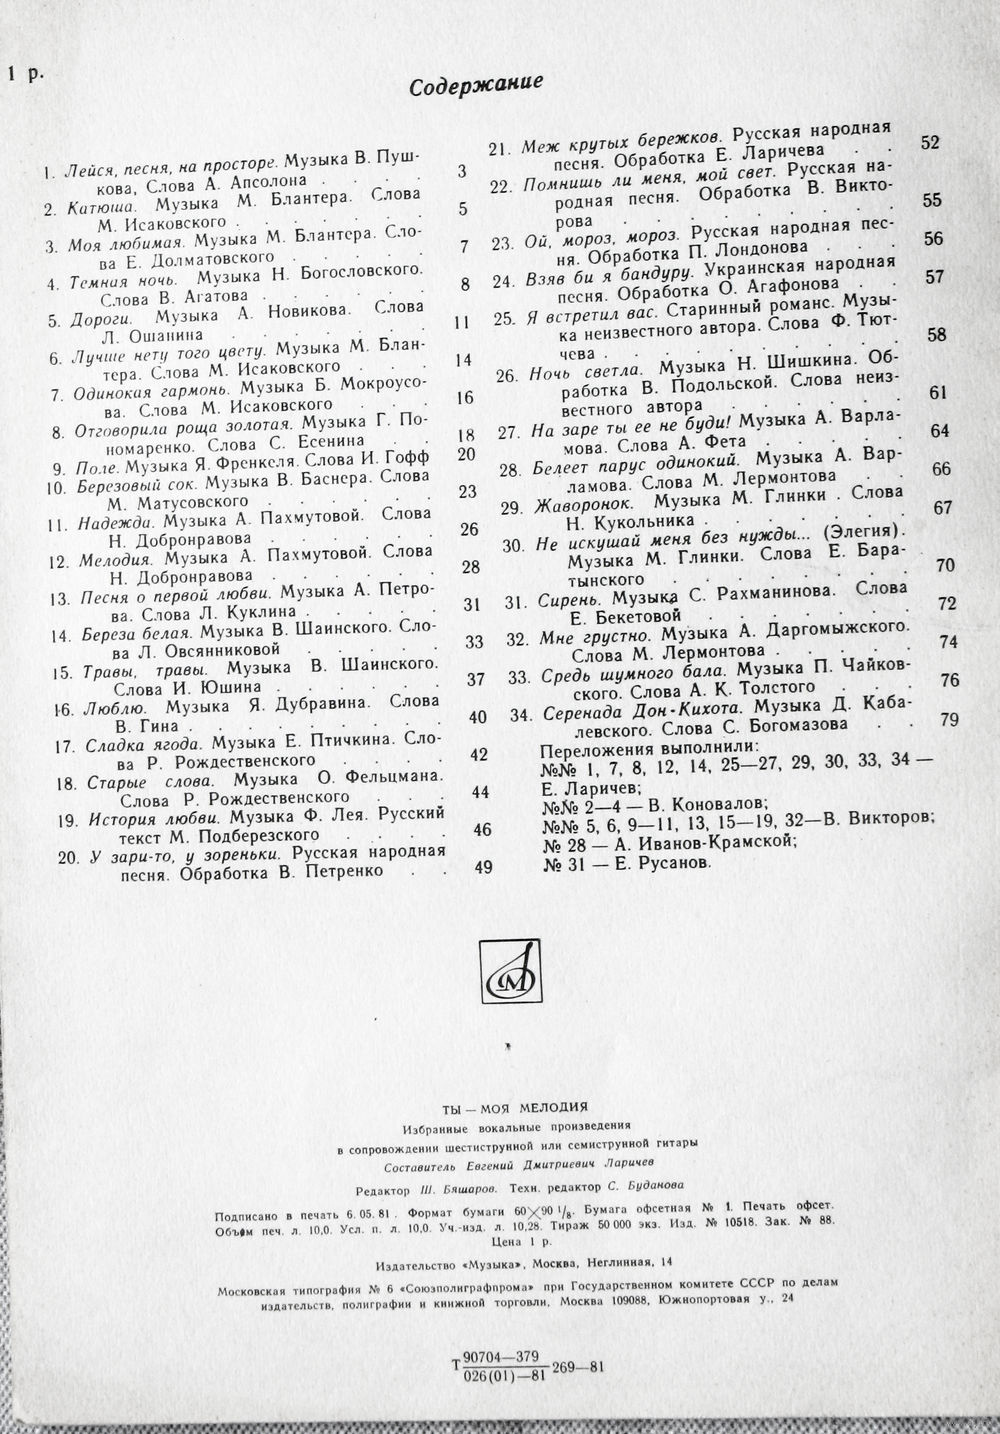 1 р.
Содержание
1. Лейся, песня, на просторе. Музыка В. Пуш-
кова, Слова А. Апсолона . . . . 3
2. Катюша. Музыка М. Блантера. Слова
М. Исаковского . . . . . . 5
3. Моя любимая. Музыка М. Блантера. Сло-
ва Е. Долматовского . . . . . 7
4. Темная ночь. Музыка Н. Богословского.
Слова В. Агатова . . . . . 8
5. Дороги. Музыка А. Новикова. Слова
Л. Ошанина . . . . . . 11
6. Лучше нету того цвету. Музыка М. Блан-
тера. Слова М. Исаковского . . . 14
7. Одинокая гармонь. Музыка Б. Мокроусо-
ва. Слова М. Исаковского . . . 16
8. Отговорила роща золотая. Музыка Г. По-
номаренко. Слова С. Есенина . . 18
9. Поле. Музыка Я. Френкеля. Слова И. Гофф 20
10. Березовый сок. Музыка В. Баснера. Слова
М. Матусовского . . . . . 23
11. Надежда. Музыка А. Пахмутовой. Слова
Н. Добронравова . . . . . 26
12. Мелодия. Музыка А. Пахмутовой. Слова
Н. Добронравова . . . . . 28
13. Песня о первой любви. Музыка А. Петро-
ва. Слова Л. Куклина . . . . . 31
14. Береза белая. Музыка В. Шаинского. Сло-
ва Л. Овсянниковой . . . . . 33
15. Травы, травы. Музыка В. Шаинского.
Слова И. Юшина . . . . . . 37
16. Люблю. Музыка Я. Дубравина. Слова
В. Гина . . . . . . . . 40
17. Сладка ягода. Музыка Е. Птичкина. Сло-
ва Р. Рождественского . . . . 42
18. Старые слова. Музыка О. Фельцмана.
Слова Р. Рождественского . . . 44
19. История любви. Музыка Ф. Лея. Русский
текст М. Подберезского . . . . 46
20. У зари-то, у зореньки. Русская народная
песня. Обработка В. Петренко . . 49
21. Меж крутых бережков. Русская народная
песня. Обработка Е. Ларичева . . 52
22. Помнишь ли меня, мой свет. Русская на-
родная песня. Обработка В. Викто-
рова . . . . . . . . 55
23. Ой, мороз, мороз. Русская народная пес-
ня. Обработка П. Лондонова . . . 56
24. Взяв би я бандуру. Украинская народная
песня. Обработка О. Агафонова . . 57
25. Я встретил вас. Старинный романс. Музы-
ка неизвестного автора. Слова Ф. Тют-
чева . . . . . . . . 58
26. Ночь светла. Музыка Н. Шишкина. Об-
работка В. Подольской. Слова неиз-
вестного автора . . . . . 61
27. На заре ты ее не буди! Музыка А. Варла-
мова. Слова А. Фета . . . . . 64
28. Белеет парус одинокий. Музыка А. Вар-
ламова. Слова М. Лермонтова . . 66
29. Жаворонок. Музыка М. Глинки . Слова
Н. Кукольника . . . . . . 67
30. Не искушай меня без нужды... (Элегия).
Музыка М. Глинки. Слова Е. Бара-
тынского . . . . . . . 70
31. Сирень. Музыка С. Рахманинова. Слова
Е. Бекетовой . . . . . . 72
32. Мне грустно. Музыка А. Даргомыжского.
Слова М. Лермонтова . . . . . 74
33. Средь шумного бала. Музыка П. Чайков-
ского. Слова А. К. Толстого . . . 76
34. Серенада Дон-Кихота. Музыка Д. Каба-
левского. Слова С. Богомазова . . 79
Переложения выполнили:
№№ 1, 7, 8, 12, 14, 25—27, 29, 30, 33, 34 —
Е. Ларичев;
№№ 2—4 — В. Коновалов;
№№ 5, 6, 9—11, 13, 15—19, 32—В. Викторов;
№ 28 — А. Иванов-Крамской;
№ 31 — Е. Русанов.
М
ТЫ — МОЯ МЕЛОДИЯ
Избранные вокальные произведения
в сопровождении шестиструнной или семиструнной гитары
Составитель Евгений Дмитриевич Ларичев
Редактор Ш. Бяшаров. Техн. редактор С. Буданова
Подписано в печать 6.05.81 . Формат бумаги 60×90 1/8. Бумага офсетная № 1. Печать офсет.
Объем печ. л. 10,0. Усл. п. л. 10,0. Уч.-изд. л. 10,28. Тираж 50 000 экз. Изд. № 10518. Зак. № 88.
Цена 1 р.
Издательство «Музыка», Москва, Неглинная, 14
Московская типография № 6 «Союзполиграфпрома» при Государственном комитете СССР по делам
издательств, полиграфии и книжной торговли, Москва 109088, Южнопортовая у., 24
Т 90704—379
026(01)—81 269—81